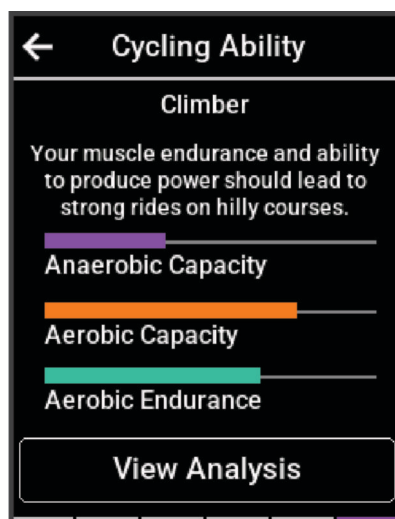 Cycling Ability
Climber
Your muscle endurance and ability
to produce power should lead to
strong rides on hilly courses.
Anaerobic Capacity
Aerobic Capacity
Aerobic Endurance
View Analysis